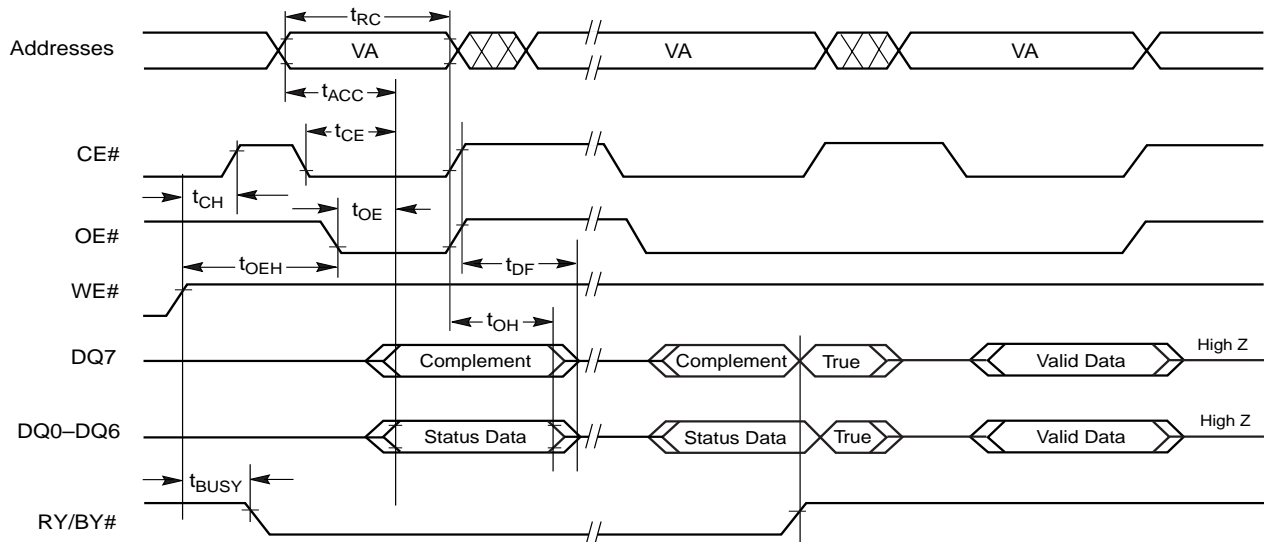 tRC
Addresses VA VA VA
tACC
tCE
CE#
tCH tOE
OE#
tOEH tDF
WE#
tOH
DQ7 Complement Complement True Valid Data High Z
DQ0–DQ6 Status Data Status Data True Valid Data High Z
tBUSY
RY/BY#